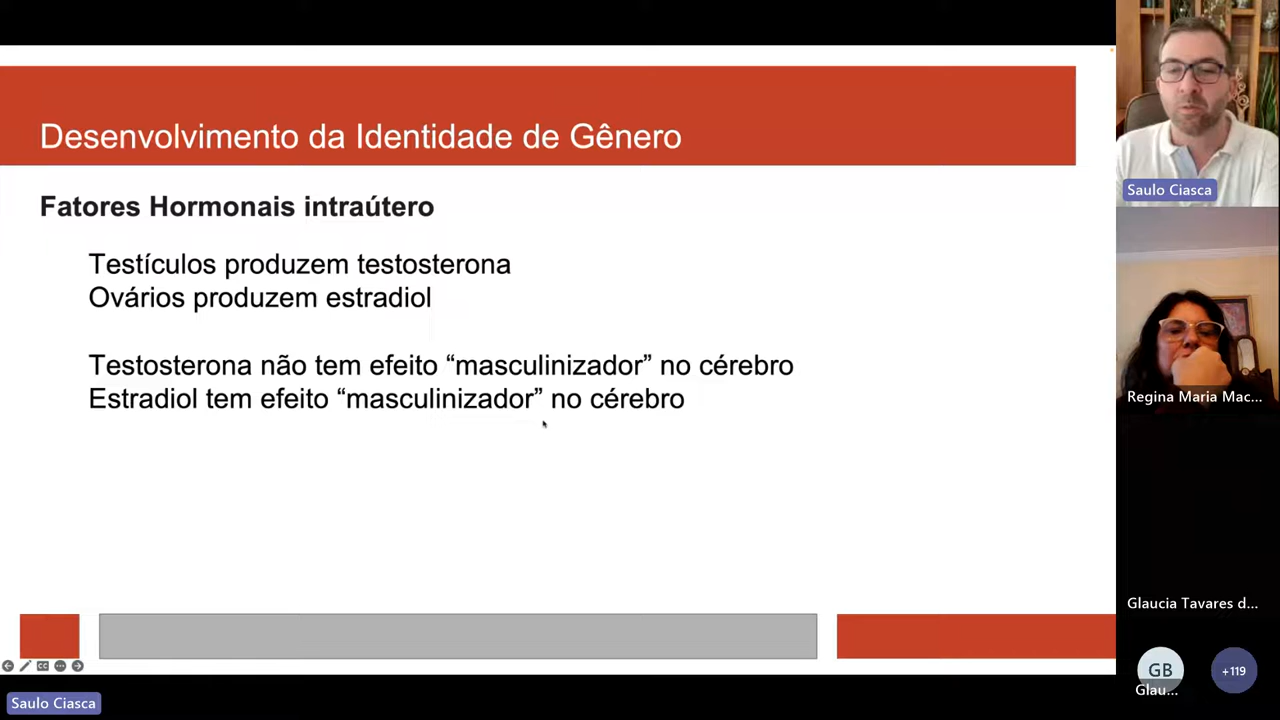 Desenvolvimento da Identidade de Gênero
Fatores Hormonais intraútero
Testículos produzem testosterona
Ovários produzem estradiol
Testosterona não tem efeito “masculinizador” no cérebro
Estradiol tem efeito “masculinizador” no cérebro
Saulo Ciasca
Regina Maria Mac...
Glaucia Tavares d...
GB
Glau...
+119
CC
Saulo Ciasca